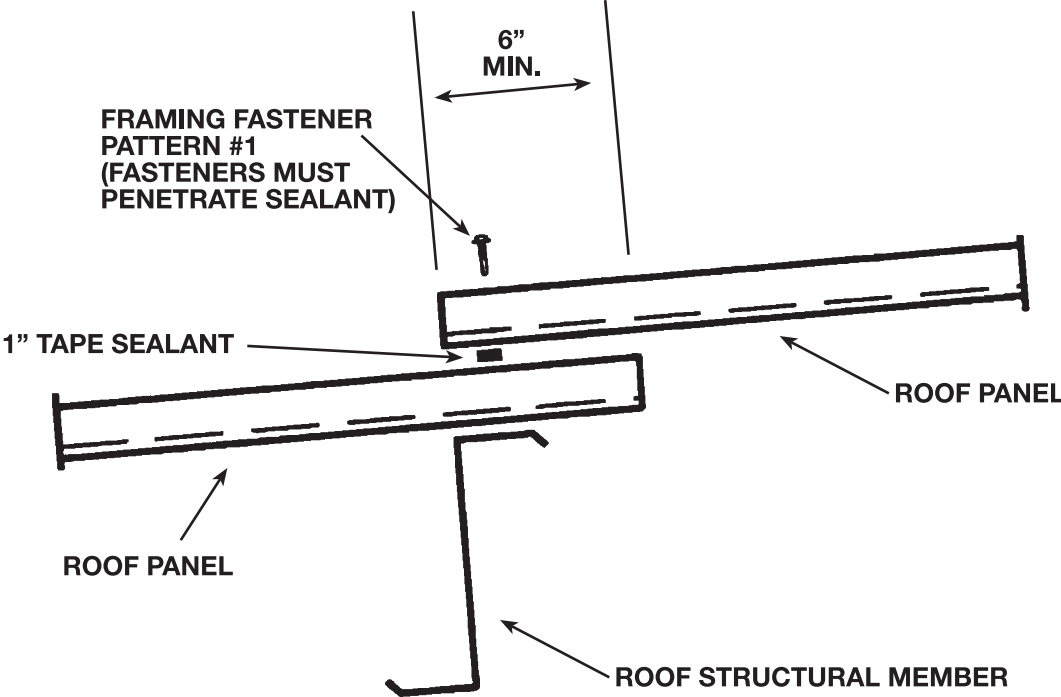 6”
MIN.
FRAMING FASTENER
PATTERN #1
(FASTENERS MUST
PENETRATE SEALANT)
1” TAPE SEALANT
ROOF PANEL
ROOF PANEL
ROOF STRUCTURAL MEMBER